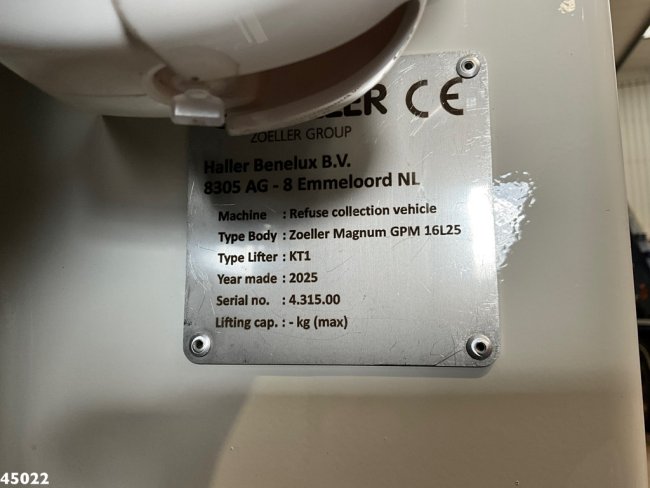 CE
ZOELLER GROUP
Haller Benelux B.V.
8305 AG - 8 Emmeloord NL
Machine : Refuse collection vehicle
Type Body : Zoeller Magnum GPM 16L25
Type Lifter : KT1
Year made : 2025
Serial no. : 4.315.00
Lifting cap. : - kg (max)
45022